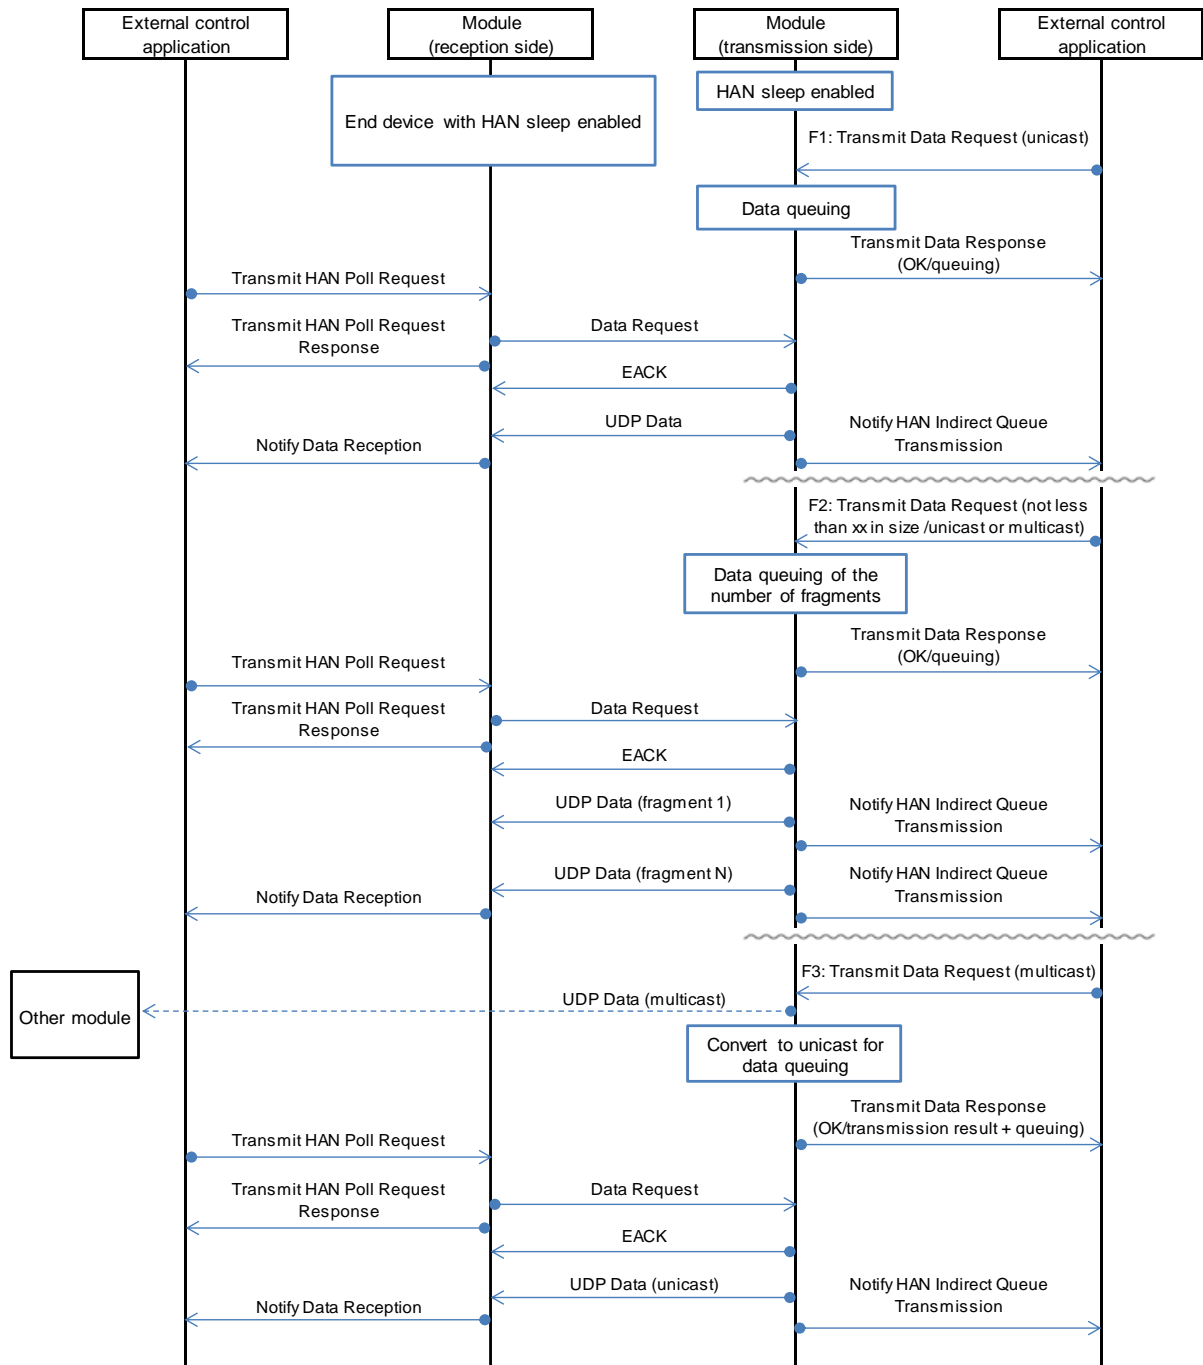 External control
application
Module
(reception side)
Module
(transmission side)
External control
application
HAN sleep enabled
End device with HAN sleep enabled
F1: Transmit Data Request (unicast)
Data queuing
Transmit Data Response
(OK/queuing)
Transmit HAN Poll Request
Transmit HAN Poll Request
Response
Data Request
EACK
UDP Data
Notify HAN Indirect Queue
Transmission
Notify Data Reception
F2: Transmit Data Request (not less
than xx in size /unicast or multicast)
Data queuing of the
number of fragments
Transmit Data Response
(OK/queuing)
Transmit HAN Poll Request
Transmit HAN Poll Request
Response
Data Request
EACK
UDP Data (fragment 1)
Notify HAN Indirect Queue
Transmission
UDP Data (fragment N)
Notify HAN Indirect Queue
Transmission
Notify Data Reception
F3: Transmit Data Request (multicast)
UDP Data (multicast)
Other module
Convert to unicast for
data queuing
Transmit Data Response
(OK/transmission result + queuing)
Transmit HAN Poll Request
Transmit HAN Poll Request
Response
Data Request
EACK
UDP Data (unicast)
Notify HAN Indirect Queue
Transmission
Notify Data Reception